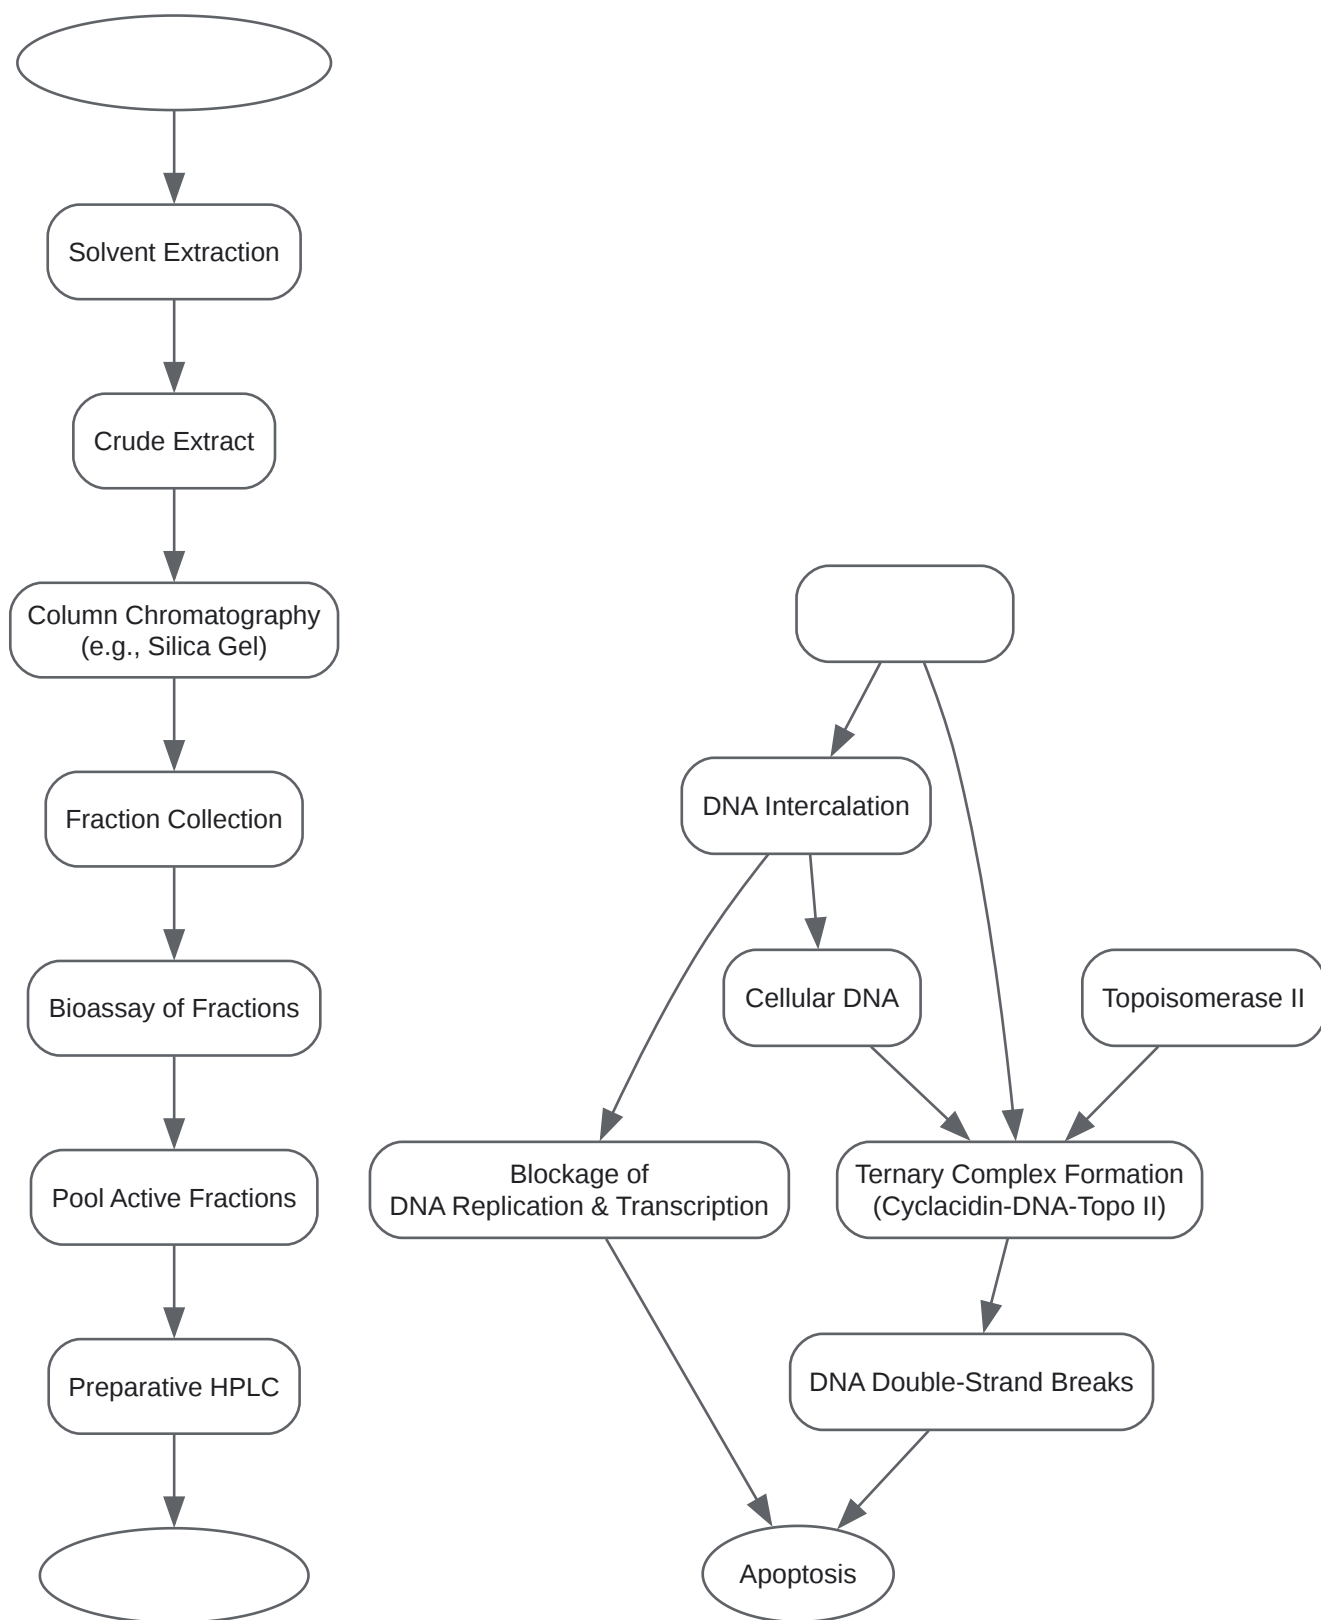 Solvent Extraction
Crude Extract
Column Chromatography
(e.g., Silica Gel)
Fraction Collection
Bioassay of Fractions
Pool Active Fractions
Preparative HPLC
DNA Intercalation
Cellular DNA
Topoisomerase II
Blockage of
DNA Replication & Transcription
Ternary Complex Formation
(Cyclacidin-DNA-Topo II)
DNA Double-Strand Breaks
Apoptosis